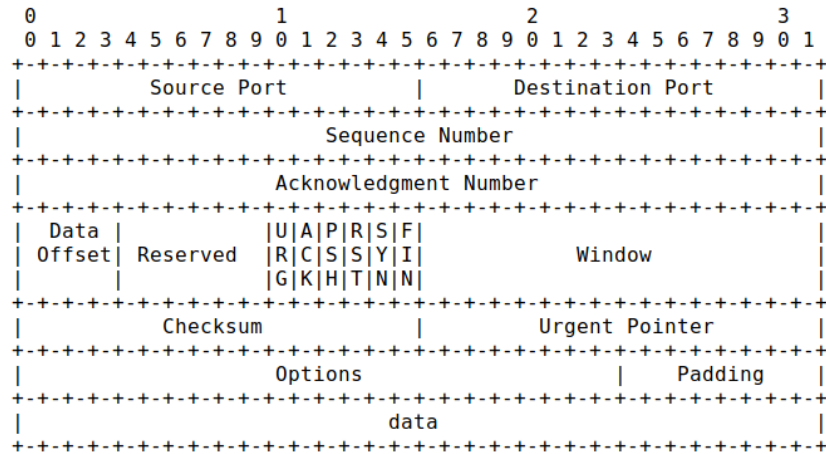 0                   1                   2                   3
 0 1 2 3 4 5 6 7 8 9 0 1 2 3 4 5 6 7 8 9 0 1 2 3 4 5 6 7 8 9 0 1
+-+-+-+-+-+-+-+-+-+-+-+-+-+-+-+-+-+-+-+-+-+-+-+-+-+-+-+-+-+-+-+-+
|          Source Port          |       Destination Port        |
+-+-+-+-+-+-+-+-+-+-+-+-+-+-+-+-+-+-+-+-+-+-+-+-+-+-+-+-+-+-+-+-+
|                        Sequence Number                        |
+-+-+-+-+-+-+-+-+-+-+-+-+-+-+-+-+-+-+-+-+-+-+-+-+-+-+-+-+-+-+-+-+
|                    Acknowledgment Number                      |
+-+-+-+-+-+-+-+-+-+-+-+-+-+-+-+-+-+-+-+-+-+-+-+-+-+-+-+-+-+-+-+-+
|  Data |           |U|A|P|R|S|F|                               |
| Offset| Reserved  |R|C|S|S|Y|I|            Window             |
|       |           |G|K|H|T|N|N|                               |
+-+-+-+-+-+-+-+-+-+-+-+-+-+-+-+-+-+-+-+-+-+-+-+-+-+-+-+-+-+-+-+-+
|           Checksum            |         Urgent Pointer        |
+-+-+-+-+-+-+-+-+-+-+-+-+-+-+-+-+-+-+-+-+-+-+-+-+-+-+-+-+-+-+-+-+
|                    Options                    |    Padding    |
+-+-+-+-+-+-+-+-+-+-+-+-+-+-+-+-+-+-+-+-+-+-+-+-+-+-+-+-+-+-+-+-+
|                             data                              |
+-+-+-+-+-+-+-+-+-+-+-+-+-+-+-+-+-+-+-+-+-+-+-+-+-+-+-+-+-+-+-+-+